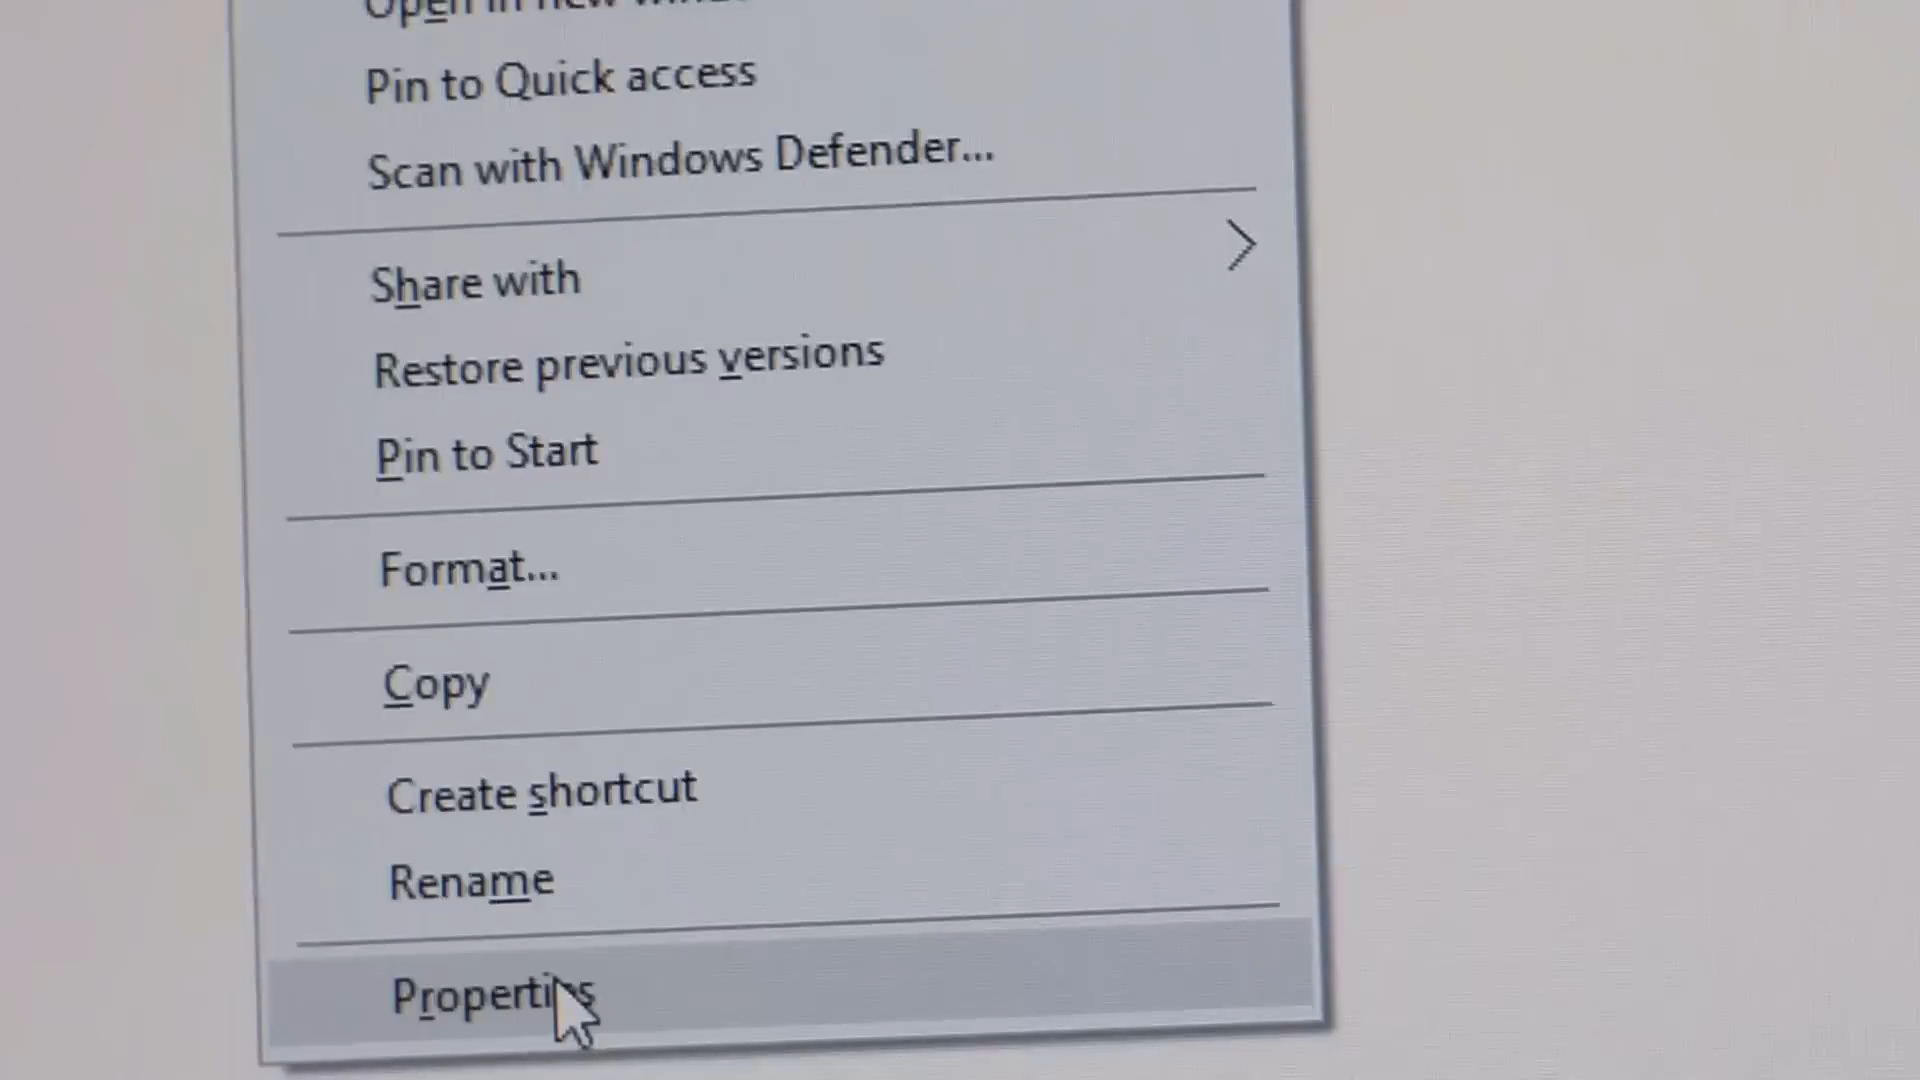 Open in new
Pin to Quick access
Scan with Windows Defender...
Share with
Restore previous versions
Pin to Start
Format...
Copy
Create shortcut
Rename
Properties